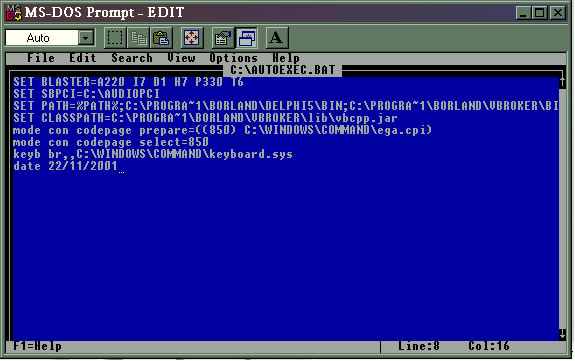 MS-DOS Prompt - EDIT
Auto
A
File Edit Search View Options Help
C:\AUTOEXEC.BAT
SET BLASTER=A220 I7 D1 H7 P330 T6
SET SBPCI=C:\AUDIOPCI
SET PATH=%PATH%;C:\PROGRA~1\BORLAND\DELPHI5\BIN;C:\PROGRA~1\BORLAND\VBROKER\BI
SET CLASSPATH=C:\PROGRA~1\BORLAND\VBROKER\lib\vbcpp.jar
mode con codepage prepare=((850) C:\WINDOWS\COMMAND\ega.cpi)
mode con codepage select=850
keyb br,,C:\WINDOWS\COMMAND\keyboard.sys
date 22/11/2001_
F1=Help Line:8 Col:16